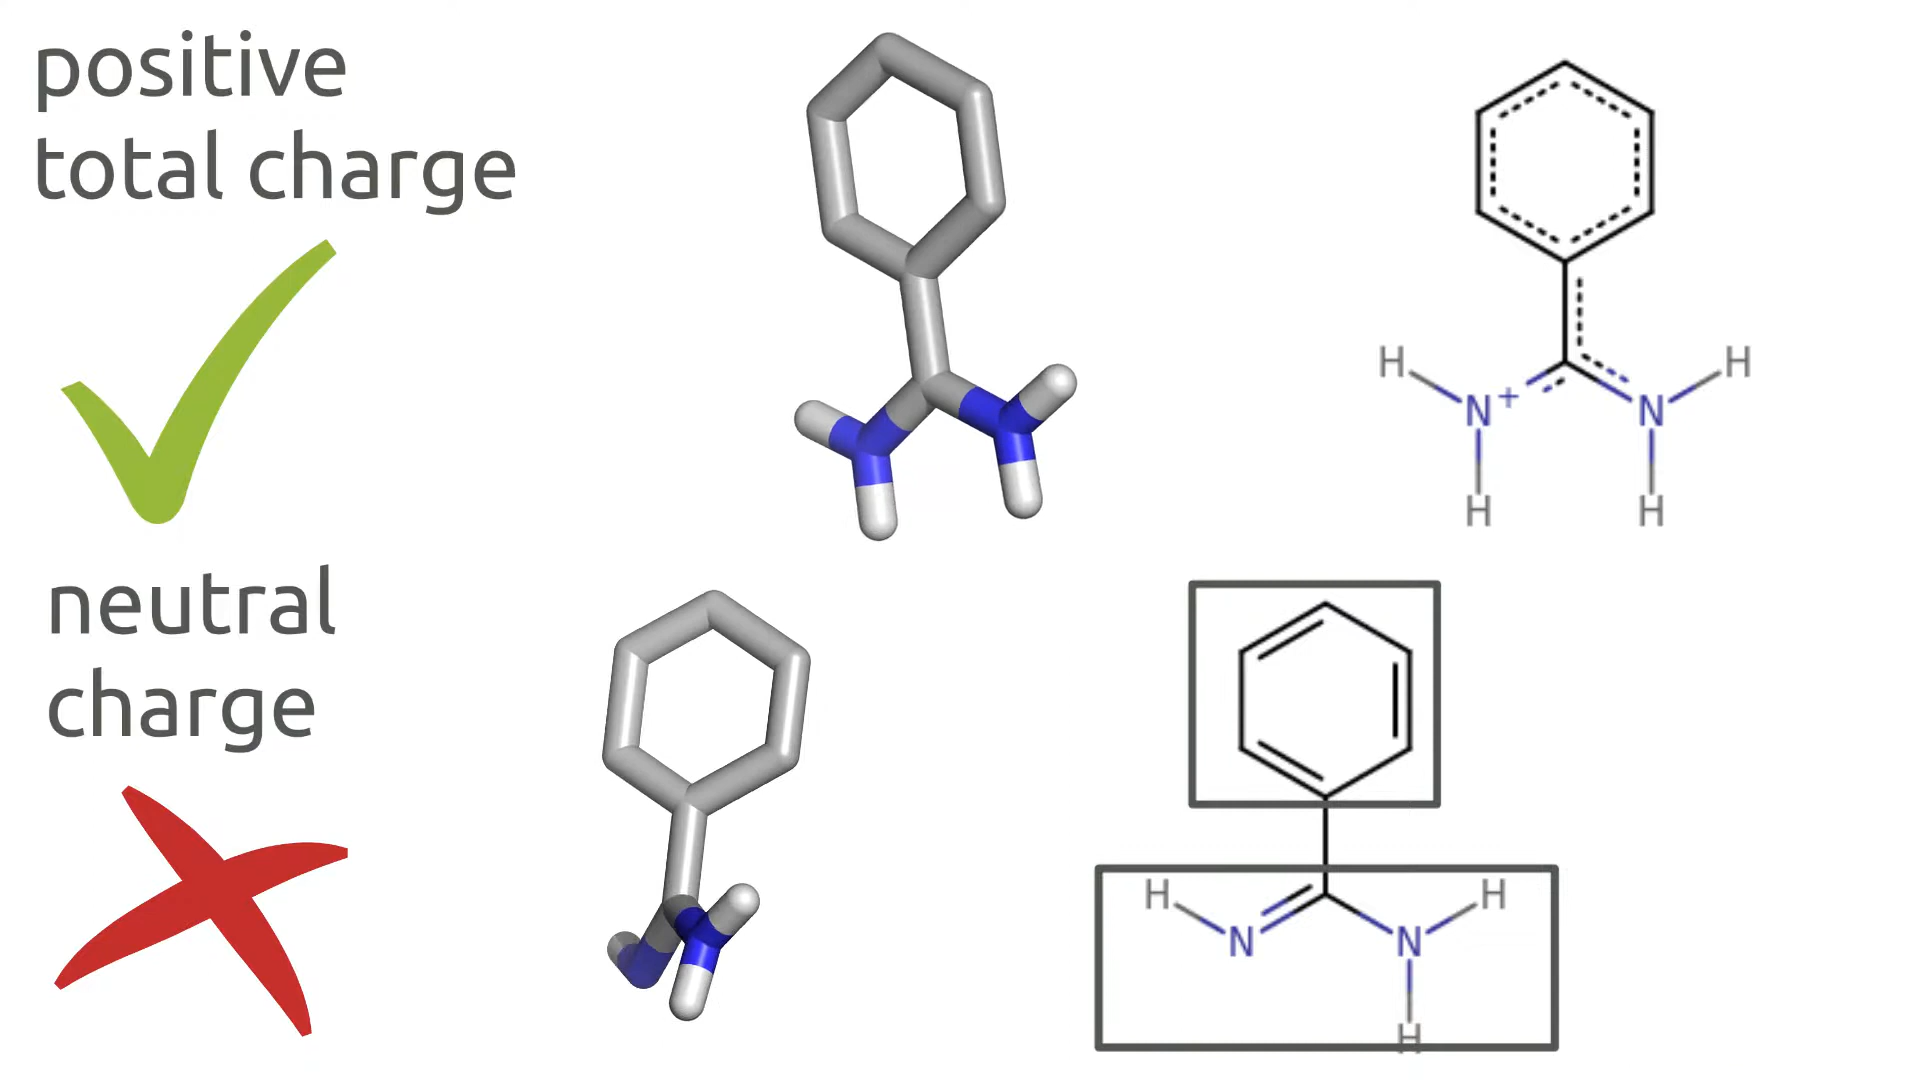 positive
total charge
H H
N+ N
H H
neutral
charge
H H
N N
H